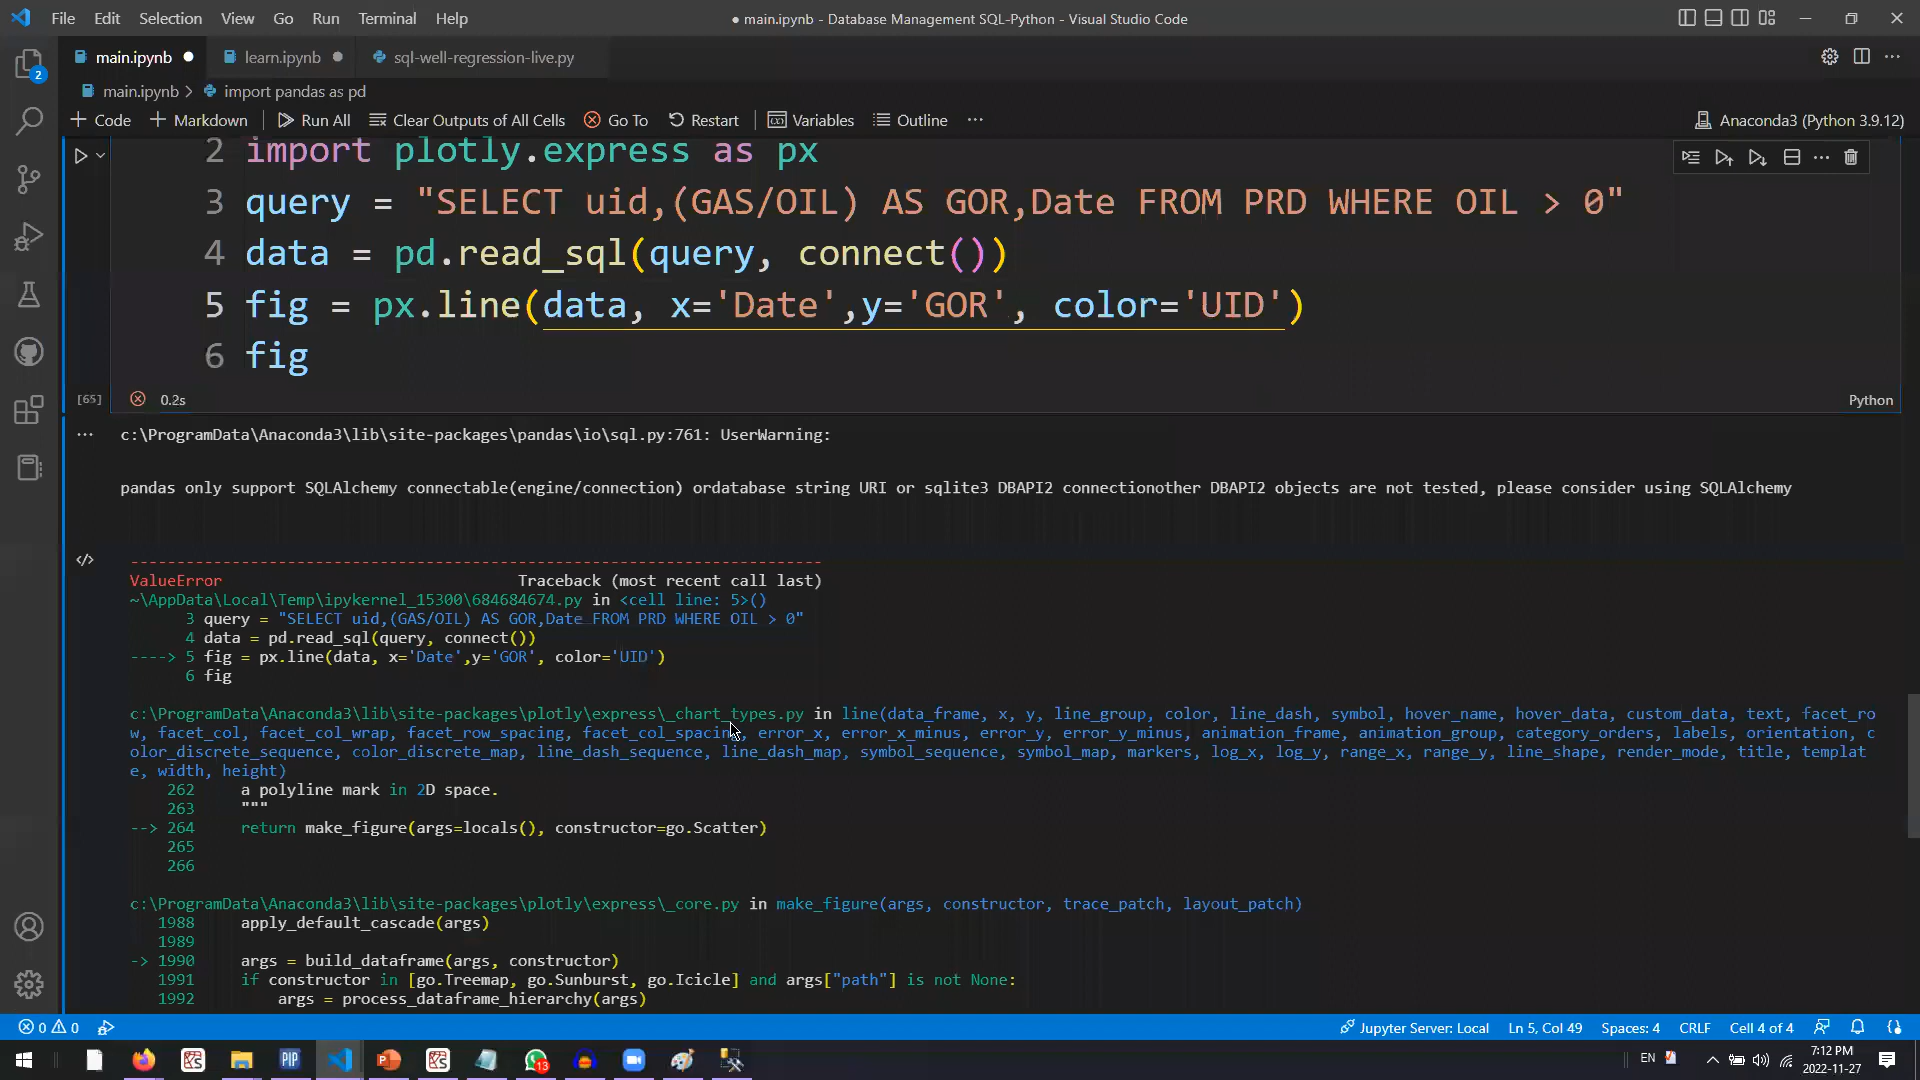 File Edit Selection View Go Run Terminal Help
● main.ipynb - Database Management SQL-Python - Visual Studio Code
main.ipynb ●
learn.ipynb ●
sql-well-regression-live.py
main.ipynb > import pandas as pd
+ Code + Markdown Run All Clear Outputs of All Cells Go To Restart Variables Outline ···
Anaconda3 (Python 3.9.12)
2 import plotly.express as px
3 query = "SELECT uid,(GAS/OIL) AS GOR,Date FROM PRD WHERE OIL > 0"
4 data = pd.read_sql(query, connect())
5 fig = px.line(data, x='Date',y='GOR', color='UID')
6 fig
[65] 0.2s
Python
c:\ProgramData\Anaconda3\lib\site-packages\pandas\io\sql.py:761: UserWarning:
pandas only support SQLAlchemy connectable(engine/connection) ordatabase string URI or sqlite3 DBAPI2 connectionother DBAPI2 objects are not tested, please consider using SQLAlchemy
---------------------------------------------------------------------------
ValueError Traceback (most recent call last)
~\AppData\Local\Temp\ipykernel_15300\684684674.py in <cell line: 5>()
3 query = "SELECT uid,(GAS/OIL) AS GOR,Date FROM PRD WHERE OIL > 0"
4 data = pd.read_sql(query, connect())
----> 5 fig = px.line(data, x='Date',y='GOR', color='UID')
6 fig
c:\ProgramData\Anaconda3\lib\site-packages\plotly\express\_chart_types.py in line(data_frame, x, y, line_group, color, line_dash, symbol, hover_name, hover_data, custom_data, text, facet_ro
w, facet_col, facet_col_wrap, facet_row_spacing, facet_col_spacing, error_x, error_x_minus, error_y, error_y_minus, animation_frame, animation_group, category_orders, labels, orientation, c
olor_discrete_sequence, color_discrete_map, line_dash_sequence, line_dash_map, symbol_sequence, symbol_map, markers, log_x, log_y, range_x, range_y, line_shape, render_mode, title, templat
e, width, height)
262 a polyline mark in 2D space.
263 """
--> 264 return make_figure(args=locals(), constructor=go.Scatter)
265
266
c:\ProgramData\Anaconda3\lib\site-packages\plotly\express\_core.py in make_figure(args, constructor, trace_patch, layout_patch)
1988 apply_default_cascade(args)
1989
-> 1990 args = build_dataframe(args, constructor)
1991 if constructor in [go.Treemap, go.Sunburst, go.Icicle] and args["path"] is not None:
1992 args = process_dataframe_hierarchy(args)
0 0
Jupyter Server: Local Ln 5, Col 49 Spaces: 4 CRLF Cell 4 of 4
2
PIP
13
EN
7:12 PM
2022-11-27